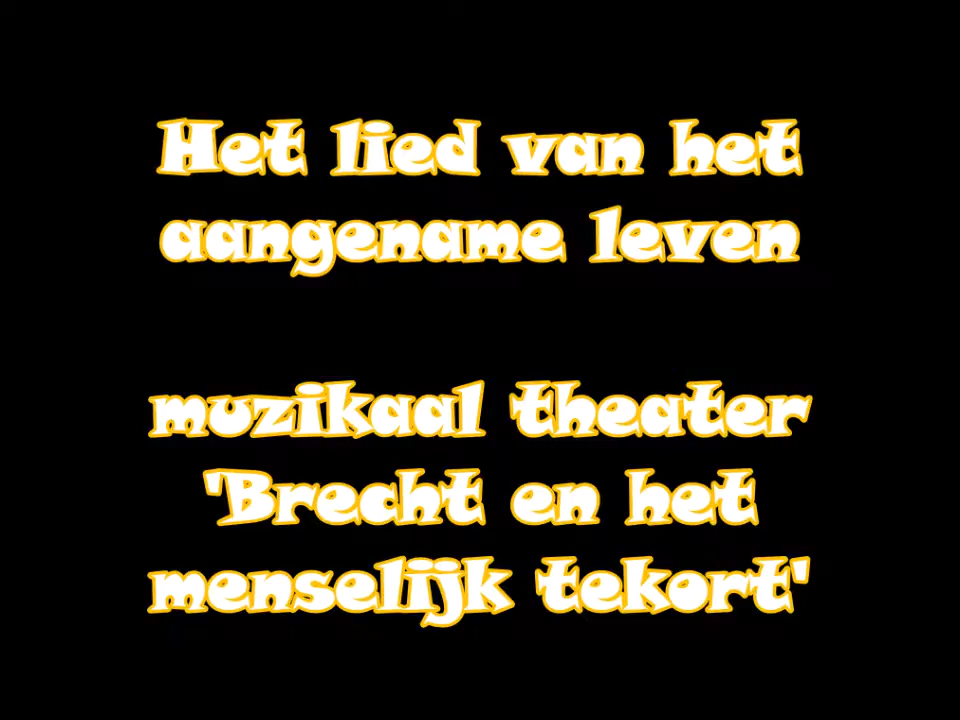 Het lied van het
aangename leven
muzikaal theater
'Brecht en het
menselijk tekort'